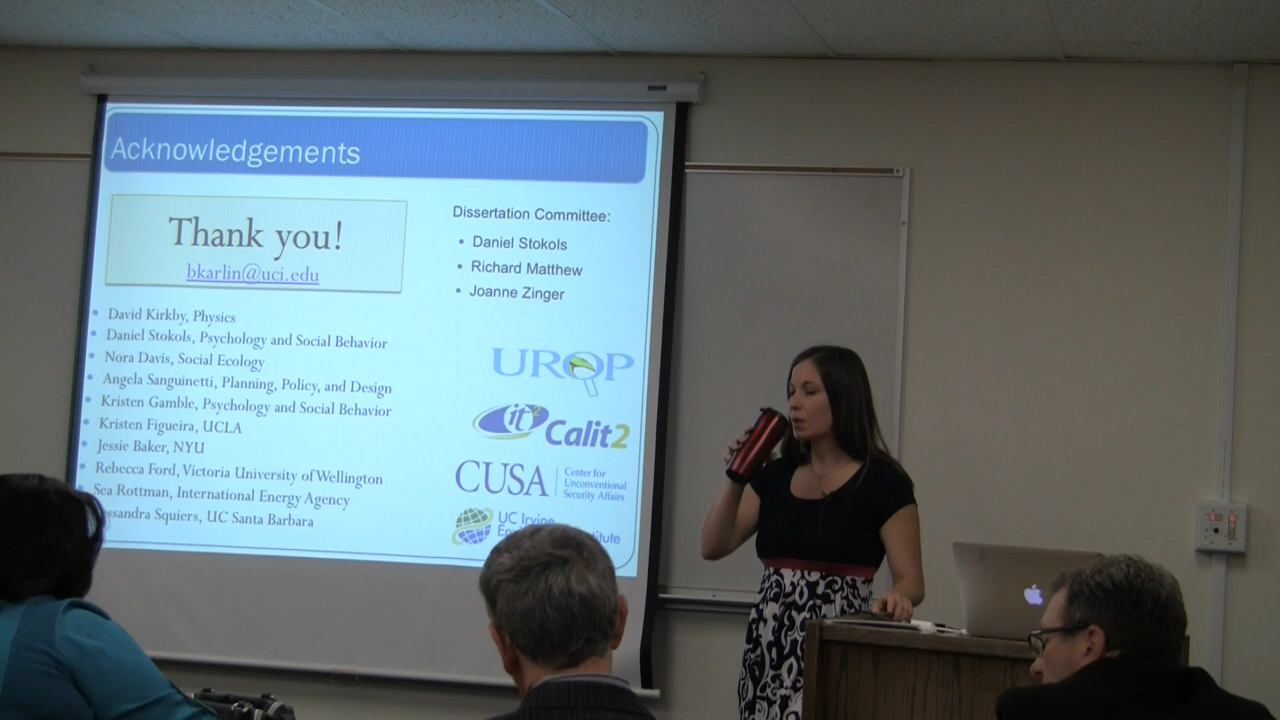 Acknowledgements
Thank you!
bkarlin@uci.edu
• David Kirkby, Physics
• Daniel Stokols, Psychology and Social Behavior
• Nora Davis, Social Ecology
• Angela Sanguinetti, Planning, Policy, and Design
• Kristen Gamble, Psychology and Social Behavior
• Kristen Figueira, UCLA
• Jessie Baker, NYU
• Rebecca Ford, Victoria University of Wellington
Sea Rottman, International Energy Agency
Squiers, UC Santa Barbara
Dissertation Committee:
• Daniel Stokols
• Richard Matthew
• Joanne Zinger
UROP
it2 Calit2
CUSA
Center for
Unconventional
Security Affairs
UC Irvine